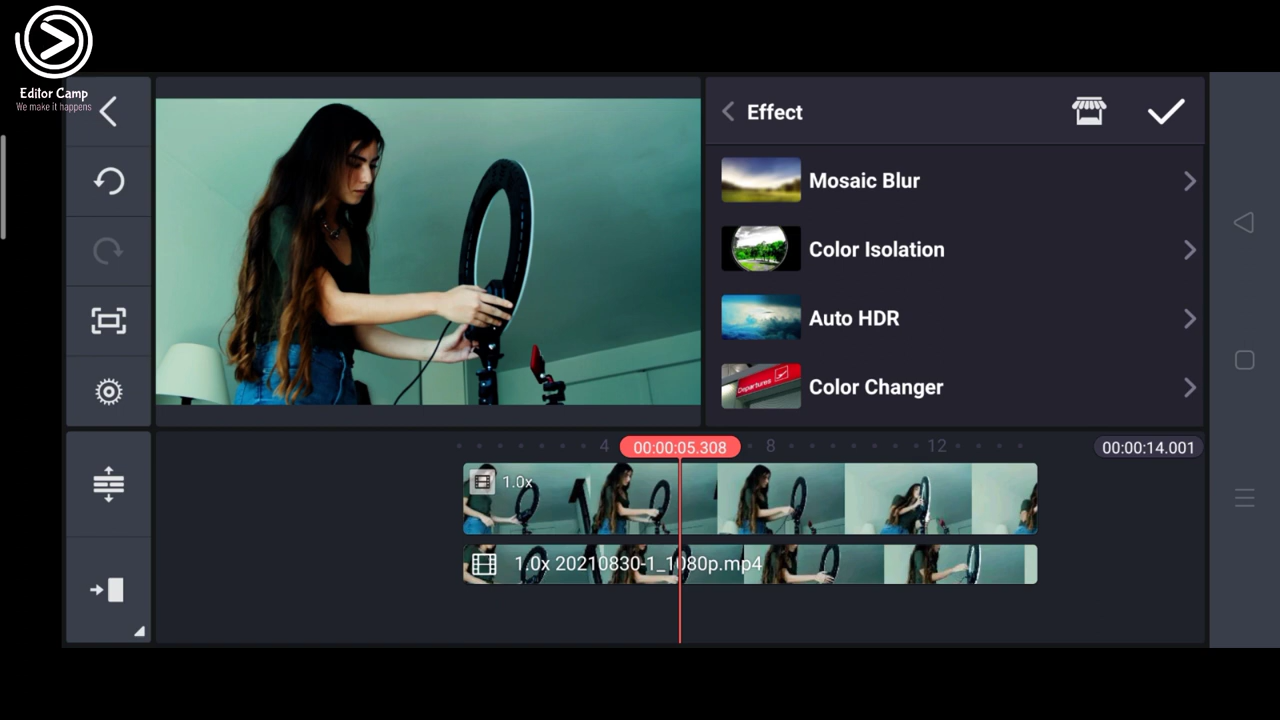 Editor Camp
We make it happens
Effect
Mosaic Blur
Color Isolation
Auto HDR
Departures
Color Changer
4
00:00:05.308
8
12
00:00:14.001
1.0x
1.0x 20210830-1_1080p.mp4